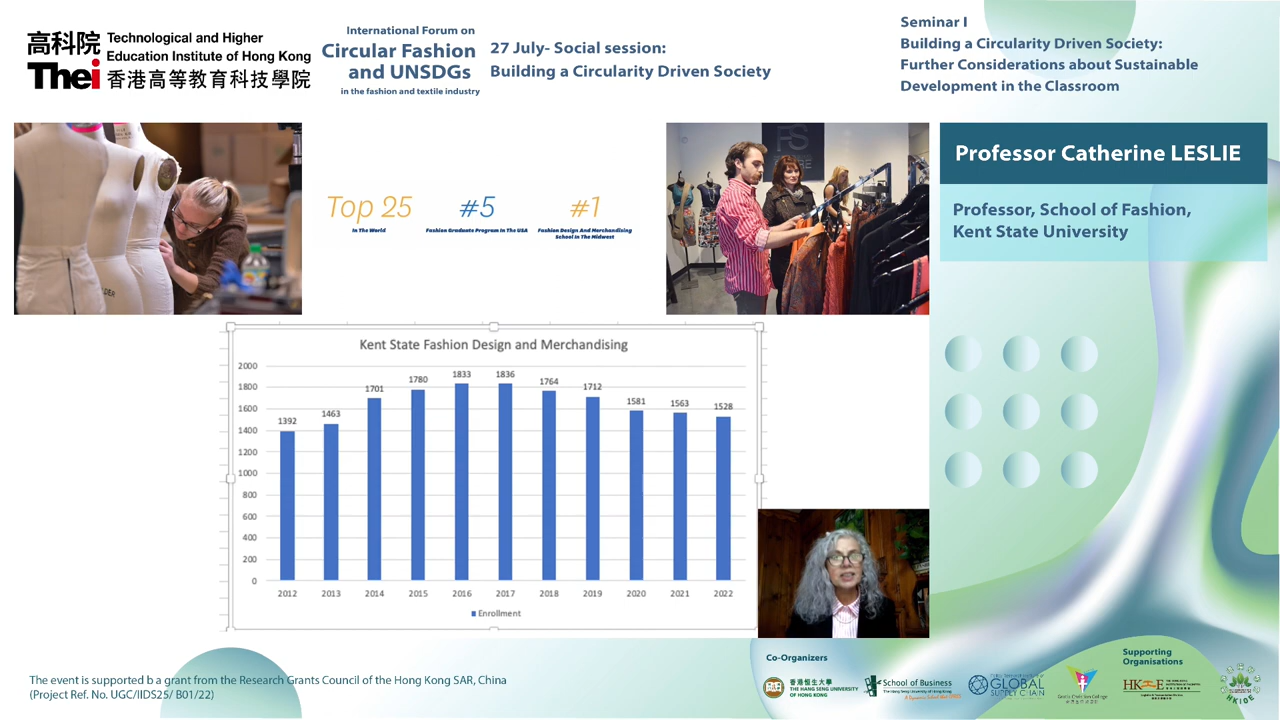 高科院
Thei
Technological and Higher
Education Institute of Hong Kong
香港高等教育科技學院
International Forum on
Circular Fashion
and UNSDGs
in the fashion and textile industry
27 July- Social session:
Building a Circularity Driven Society
Seminar I
Building a Circularity Driven Society:
Further Considerations about Sustainable
Development in the Classroom
Professor Catherine LESLIE
Professor, School of Fashion,
Kent State University
Top 25
In The World
#5
Fashion Graduate Program In The USA
#1
Fashion Design And Merchandising
School In The Midwest
Kent State Fashion Design and Merchandising
2000
1800
1600
1400
1200
1000
800
600
400
200
0
1392
1463
1701
1780
1833
1836
1764
1712
1581
1563
1528
2012
2013
2014
2015
2016
2017
2018
2019
2020
2021
2022
Enrollment
The event is supported b a grant from the Research Grants Council of the Hong Kong SAR, China
(Project Ref. No. UGC/IIDS25/ B01/22)
Co-Organizers
香港恒生大學
THE HANG SENG UNIVERSITY
OF HONG KONG
School of Business
The Hang Seng University of Hong Kong
GLOBAL
SUPPLY CHAIN
Supporting
Organisations